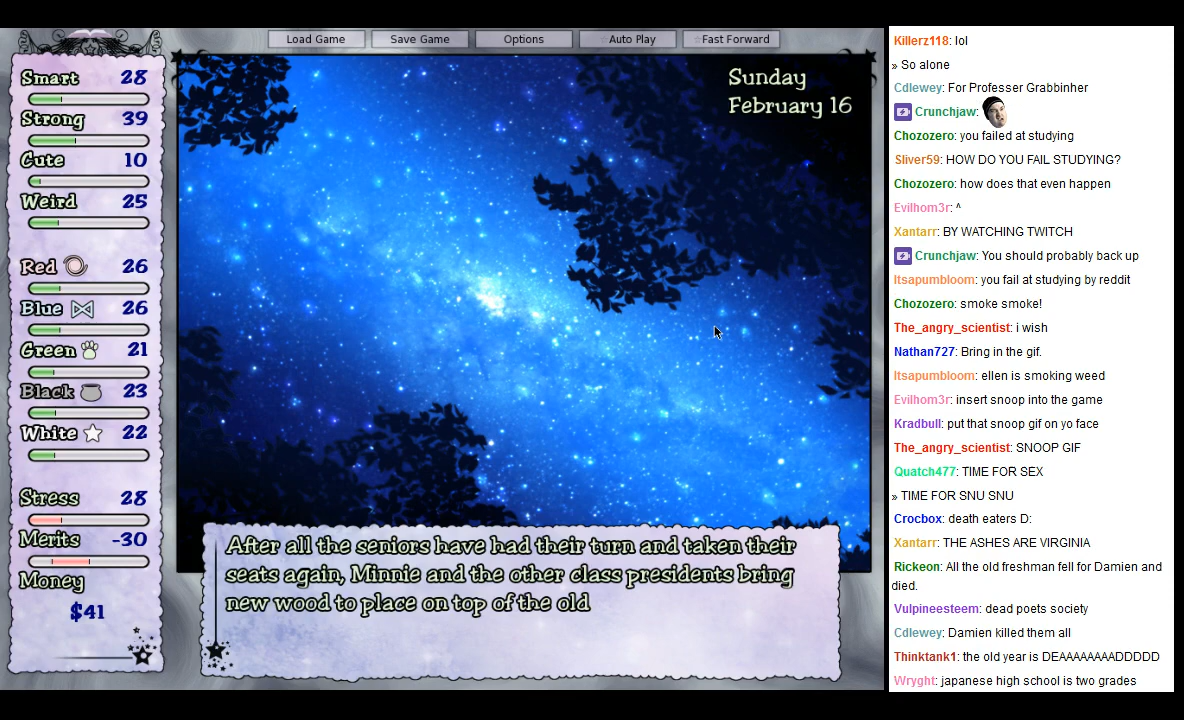 Load Game
Save Game
Options
Auto Play
Fast Forward
Smart 28
Strong 39
Cute 10
Weird 25
Red 26
Blue 26
Green 21
Black 23
White 22
Stress 28
Merits -30
Money
$41
Sunday
February 16
After all the seniors have had their turn and taken their
seats again, Minnie and the other class presidents bring
new wood to place on top of the old
Killerz118: lol
» So alone
Cdlewey: For Professer Grabbinher
Crunchjaw:
Chozozero: you failed at studying
Sliver59: HOW DO YOU FAIL STUDYING?
Chozozero: how does that even happen
Evilhom3r: ^
Xantarr: BY WATCHING TWITCH
Crunchjaw: You should probably back up
Itsapumbloom: you fail at studying by reddit
Chozozero: smoke smoke!
The_angry_scientist: i wish
Nathan727: Bring in the gif.
Itsapumbloom: ellen is smoking weed
Evilhom3r: insert snoop into the game
Kradbull: put that snoop gif on yo face
The_angry_scientist: SNOOP GIF
Quatch477: TIME FOR SEX
» TIME FOR SNU SNU
Crocbox: death eaters D:
Xantarr: THE ASHES ARE VIRGINIA
Rickeon: All the old freshman fell for Damien and
died.
Vulpineesteem: dead poets society
Cdlewey: Damien killed them all
Thinktank1: the old year is DEAAAAAAAADDDDD
Wryght: japanese high school is two grades